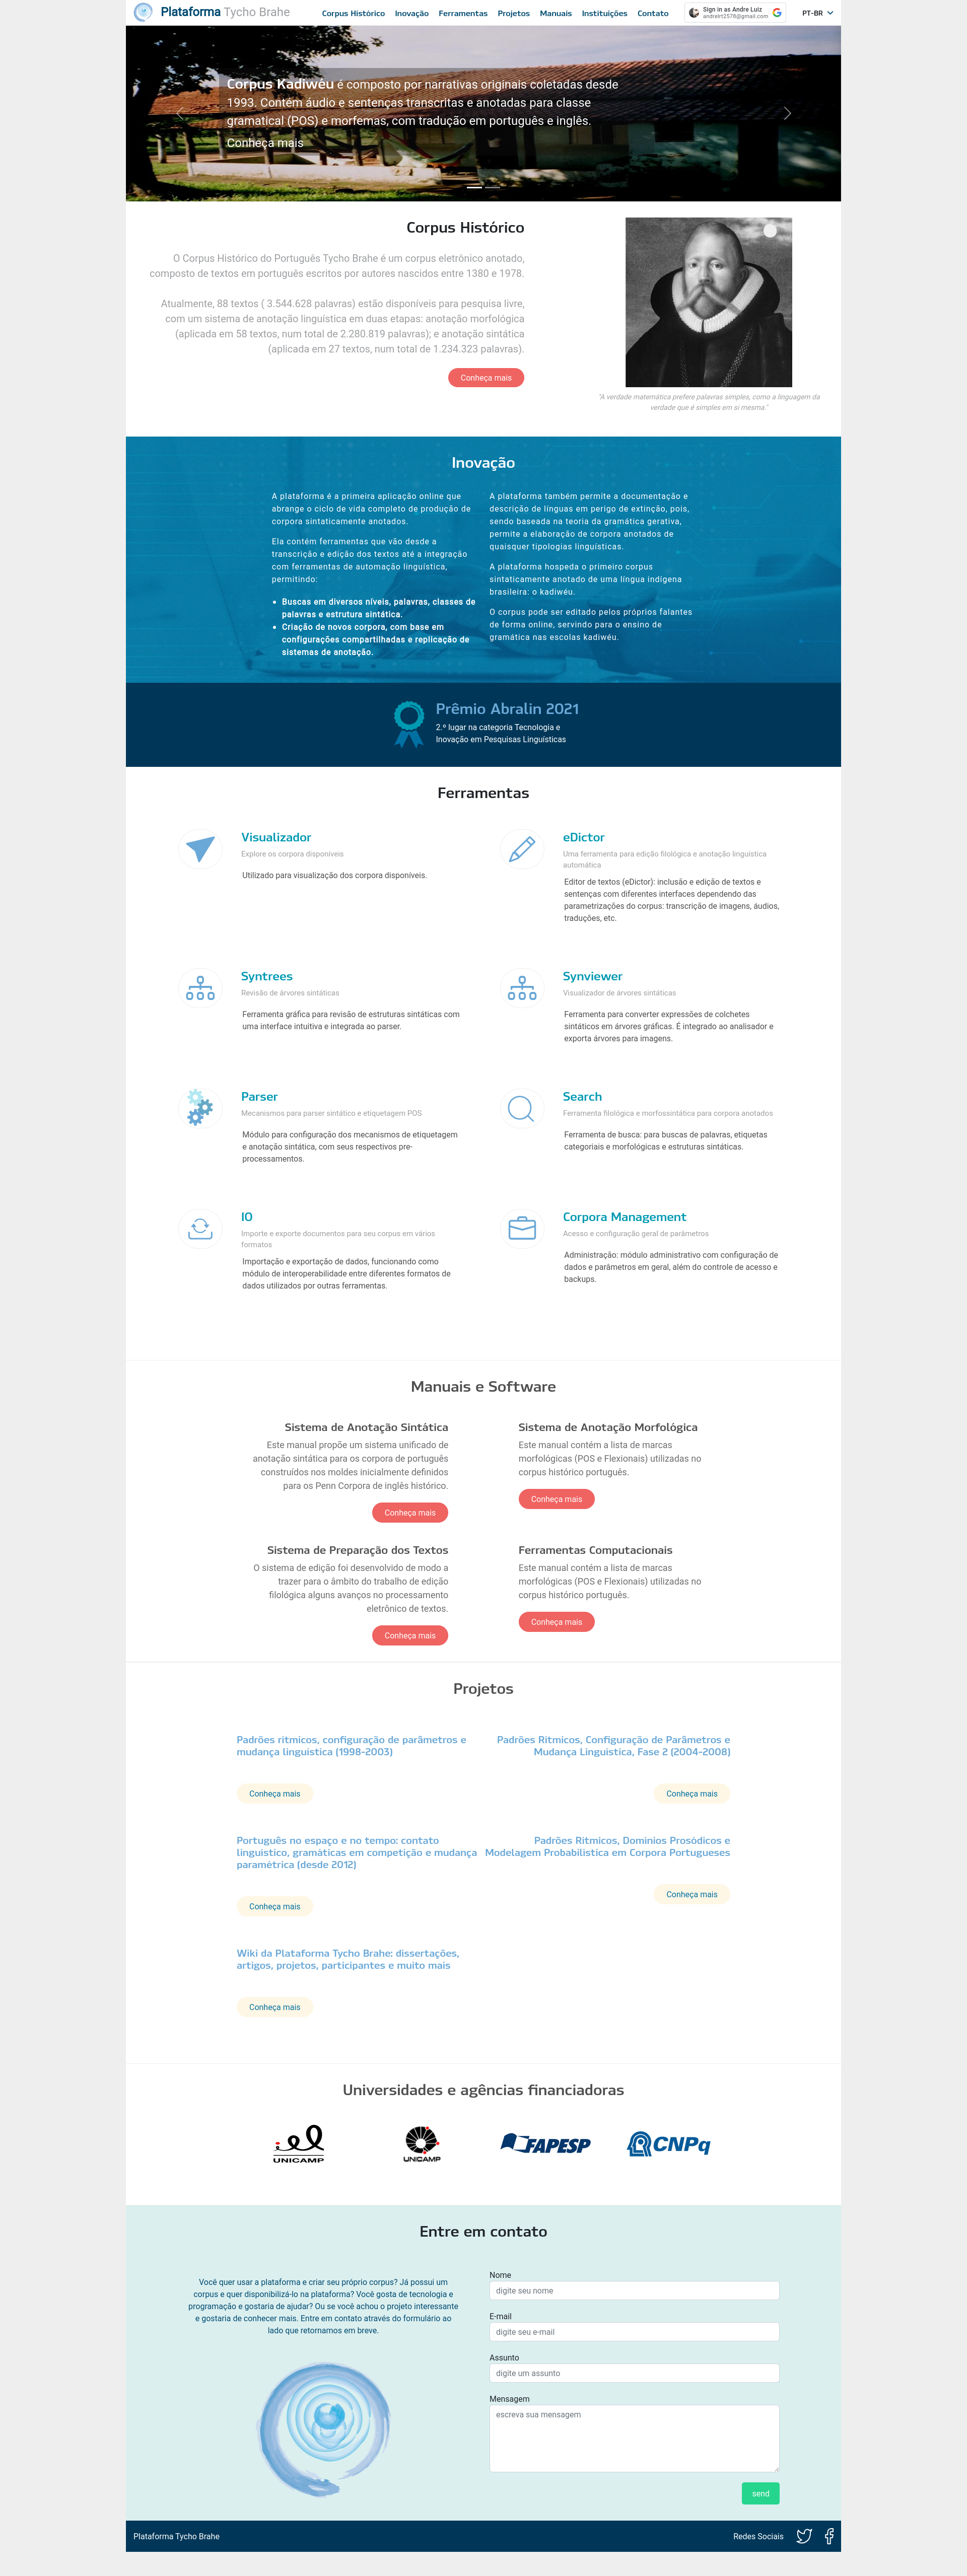 Plataforma Tycho Brahe
Corpus Histórico
Inovação
Ferramentas
Projetos
Manuais
Instituições
Contato
Sign in as Andre Luiz
andrelrt2578@gmail.com
PT-BR
Corpus Kadiwéu é composto por narrativas originais coletadas desde
1993. Contém áudio e sentenças transcritas e anotadas para classe
gramatical (POS) e morfemas, com tradução em português e inglês.
Conheça mais
Corpus Histórico
O Corpus Histórico do Português Tycho Brahe é um corpus eletrônico anotado,
composto de textos em português escritos por autores nascidos entre 1380 e 1978.
Atualmente, 88 textos ( 3.544.628 palavras) estão disponíveis para pesquisa livre,
com um sistema de anotação linguística em duas etapas: anotação morfológica
(aplicada em 58 textos, num total de 2.280.819 palavras); e anotação sintática
(aplicada em 27 textos, num total de 1.234.323 palavras).
Conheça mais
"A verdade matemática prefere palavras simples, como a linguagem da
verdade que é simples em si mesma."
Inovação
A plataforma é a primeira aplicação online que
abrange o ciclo de vida completo de produção de
corpora sintaticamente anotados.
Ela contém ferramentas que vão desde a
transcrição e edição dos textos até a integração
com ferramentas de automação linguística,
permitindo:
Buscas em diversos níveis, palavras, classes de
palavras e estrutura sintática.
Criação de novos corpora, com base em
configurações compartilhadas e replicação de
sistemas de anotação.
A plataforma também permite a documentação e
descrição de línguas em perigo de extinção, pois,
sendo baseada na teoria da gramática gerativa,
permite a elaboração de corpora anotados de
quaisquer tipologias linguísticas.
A plataforma hospeda o primeiro corpus
sintaticamente anotado de uma língua indígena
brasileira: o kadiwéu.
O corpus pode ser editado pelos próprios falantes
de forma online, servindo para o ensino de
gramática nas escolas kadiwéu.
Prêmio Abralin 2021
2.º lugar na categoria Tecnologia e
Inovação em Pesquisas Linguísticas
Ferramentas
Visualizador
Explore os corpora disponíveis
Utilizado para visualização dos corpora disponíveis.
eDictor
Uma ferramenta para edição filológica e anotação linguística
automática
Editor de textos (eDictor): inclusão e edição de textos e
sentenças com diferentes interfaces dependendo das
parametrizações do corpus: transcrição de imagens, áudios,
traduções, etc.
Syntrees
Revisão de árvores sintáticas
Ferramenta gráfica para revisão de estruturas sintáticas com
uma interface intuitiva e integrada ao parser.
Synviewer
Visualizador de árvores sintáticas
Ferramenta para converter expressões de colchetes
sintáticos em árvores gráficas. É integrado ao analisador e
exporta árvores para imagens.
Parser
Mecanismos para parser sintático e etiquetagem POS
Módulo para configuração dos mecanismos de etiquetagem
e anotação sintática, com seus respectivos pre-
processamentos.
Search
Ferramenta filológica e morfossintática para corpora anotados
Ferramenta de busca: para buscas de palavras, etiquetas
categoriais e morfológicas e estruturas sintáticas.
IO
Importe e exporte documentos para seu corpus em vários
formatos
Importação e exportação de dados, funcionando como
módulo de interoperabilidade entre diferentes formatos de
dados utilizados por outras ferramentas.
Corpora Management
Acesso e configuração geral de parâmetros
Administração: módulo administrativo com configuração de
dados e parâmetros em geral, além do controle de acesso e
backups.
Manuais e Software
Sistema de Anotação Sintática
Este manual propõe um sistema unificado de
anotação sintática para os corpora de português
construídos nos moldes inicialmente definidos
para os Penn Corpora de inglês histórico.
Conheça mais
Sistema de Anotação Morfológica
Este manual contém a lista de marcas
morfológicas (POS e Flexionais) utilizadas no
corpus histórico português.
Conheça mais
Sistema de Preparação dos Textos
O sistema de edição foi desenvolvido de modo a
trazer para o âmbito do trabalho de edição
filológica alguns avanços no processamento
eletrônico de textos.
Conheça mais
Ferramentas Computacionais
Este manual contém a lista de marcas
morfológicas (POS e Flexionais) utilizadas no
corpus histórico português.
Conheça mais
Projetos
Padrões rítmicos, configuração de parâmetros e
mudança linguística (1998-2003)
Conheça mais
Padrões Rítmicos, Configuração de Parâmetros e
Mudança Linguística, Fase 2 (2004-2008)
Conheça mais
Português no espaço e no tempo: contato
linguístico, gramáticas em competição e mudança
paramétrica (desde 2012)
Conheça mais
Padrões Rítmicos, Domínios Prosódicos e
Modelagem Probabilística em Corpora Portugueses
Conheça mais
Wiki da Plataforma Tycho Brahe: dissertações,
artigos, projetos, participantes e muito mais
Conheça mais
Universidades e agências financiadoras
iel
UNICAMP
UNICAMP
FAPESP
CNPq
Entre em contato
Você quer usar a plataforma e criar seu próprio corpus? Já possui um
corpus e quer disponibilizá-lo na plataforma? Você gosta de tecnologia e
programação e gostaria de ajudar? Ou se você achou o projeto interessante
e gostaria de conhecer mais. Entre em contato através do formulário ao
lado que retornamos em breve.
Nome
digite seu nome
E-mail
digite seu e-mail
Assunto
digite um assunto
Mensagem
escreva sua mensagem
send
Plataforma Tycho Brahe
Redes Sociais